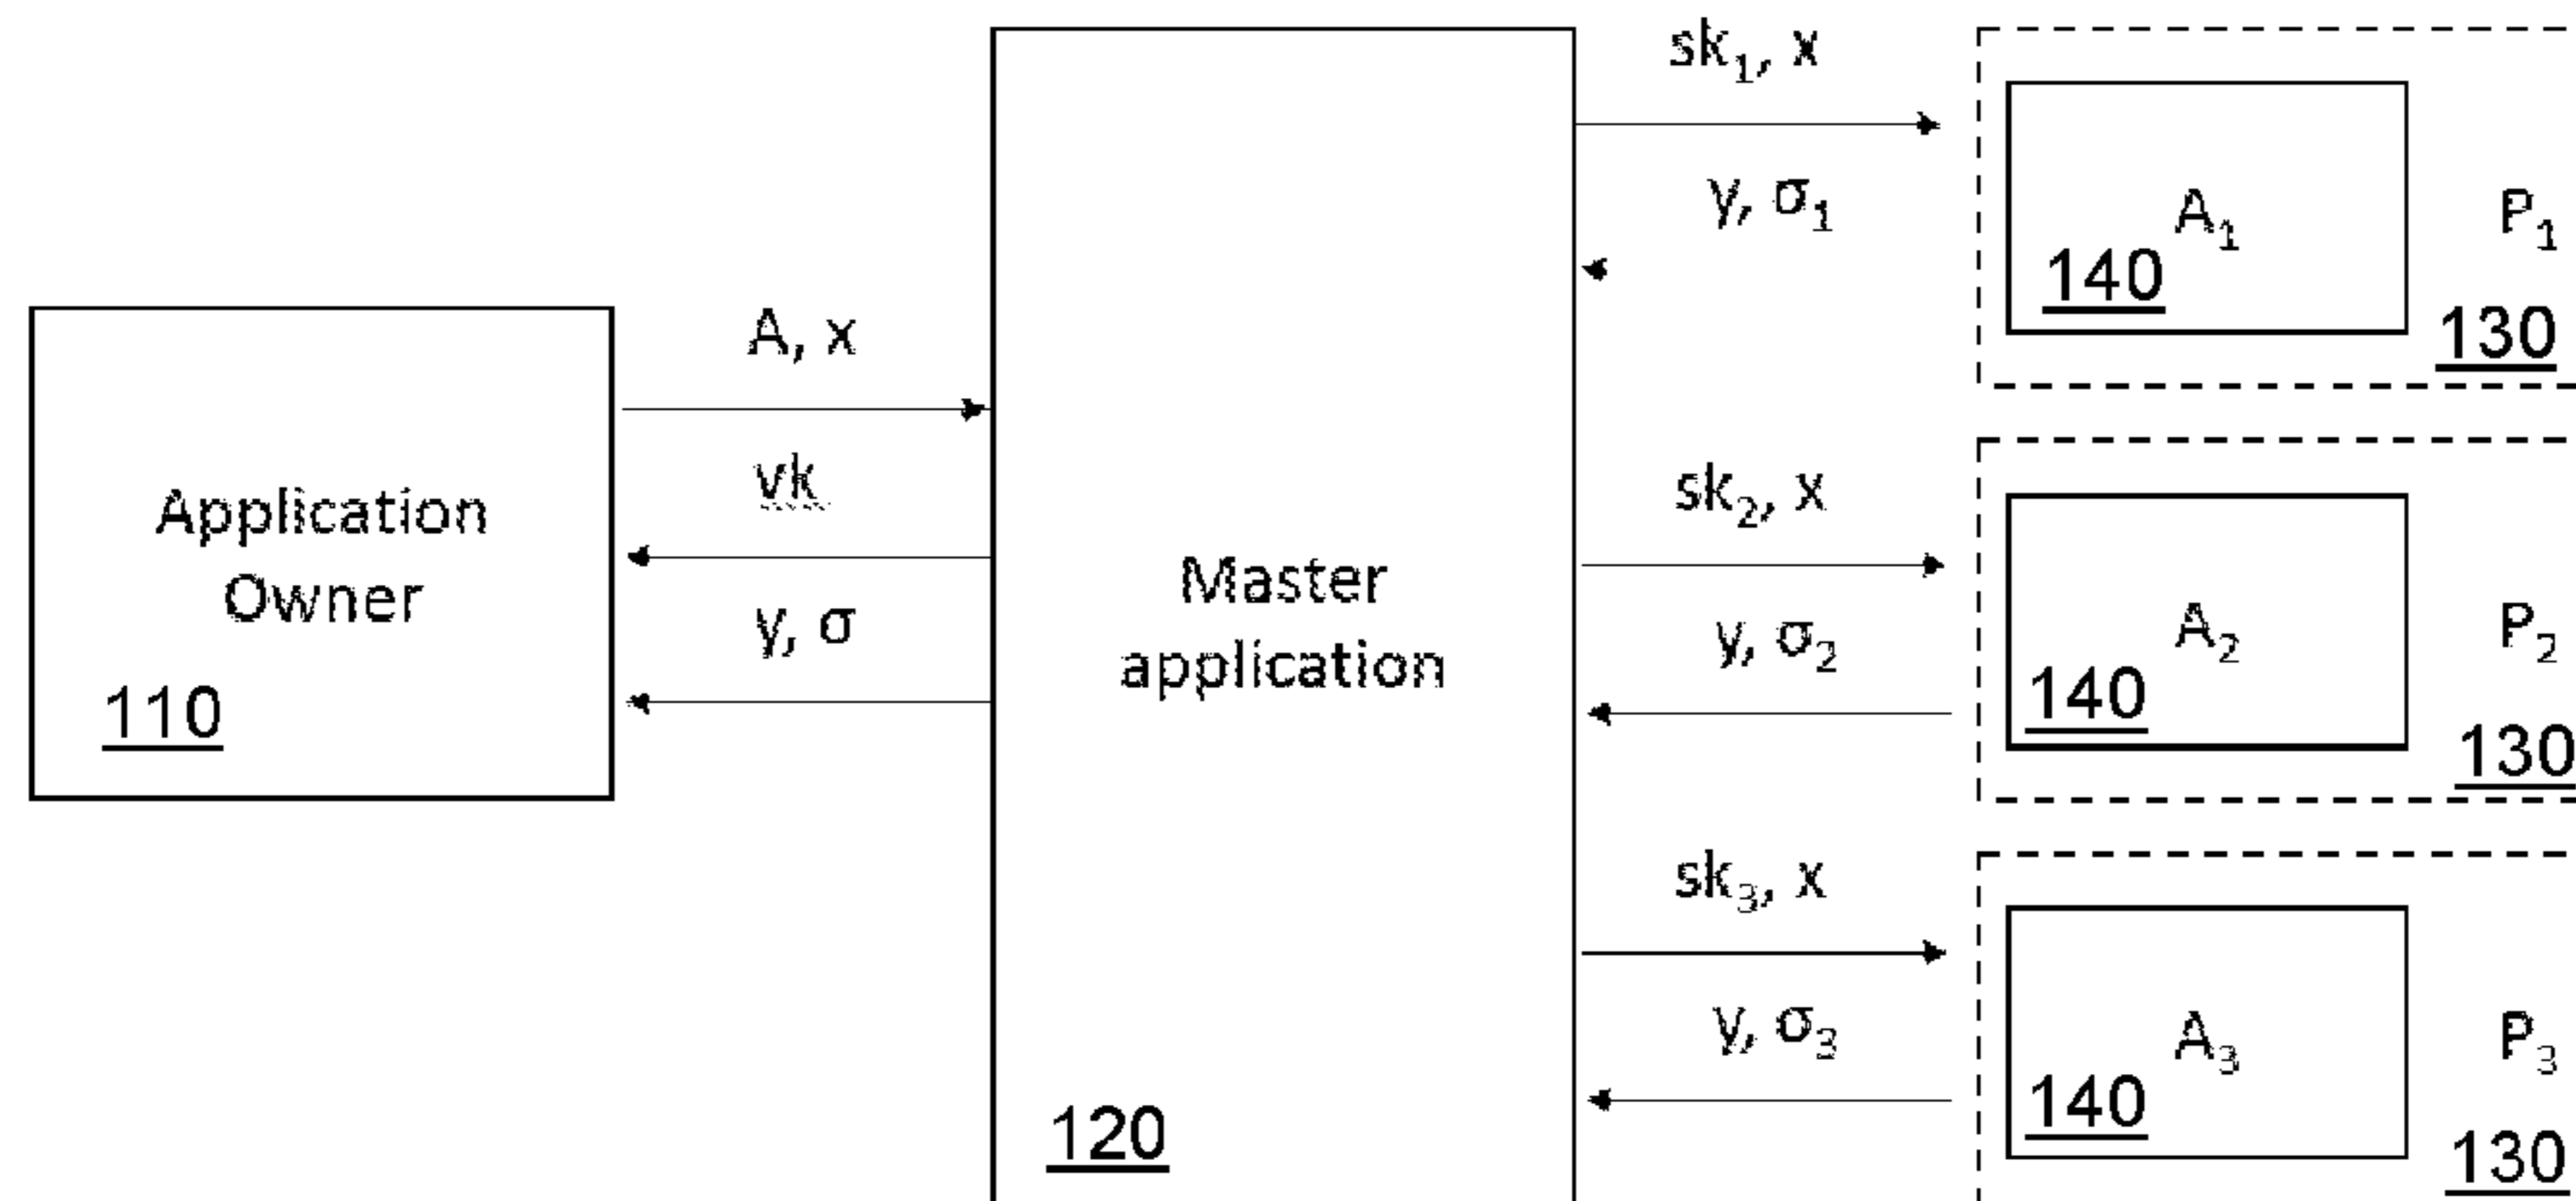 Application
Owner
110
A, x
vk
y, σ
Master
application
120
sk₁, x
y, σ₁
A₁
140
P₁
130
sk₂, x
y, σ₂
A₂
140
P₂
130
sk₃, x
y, σ₃
A₃
140
P₃
130